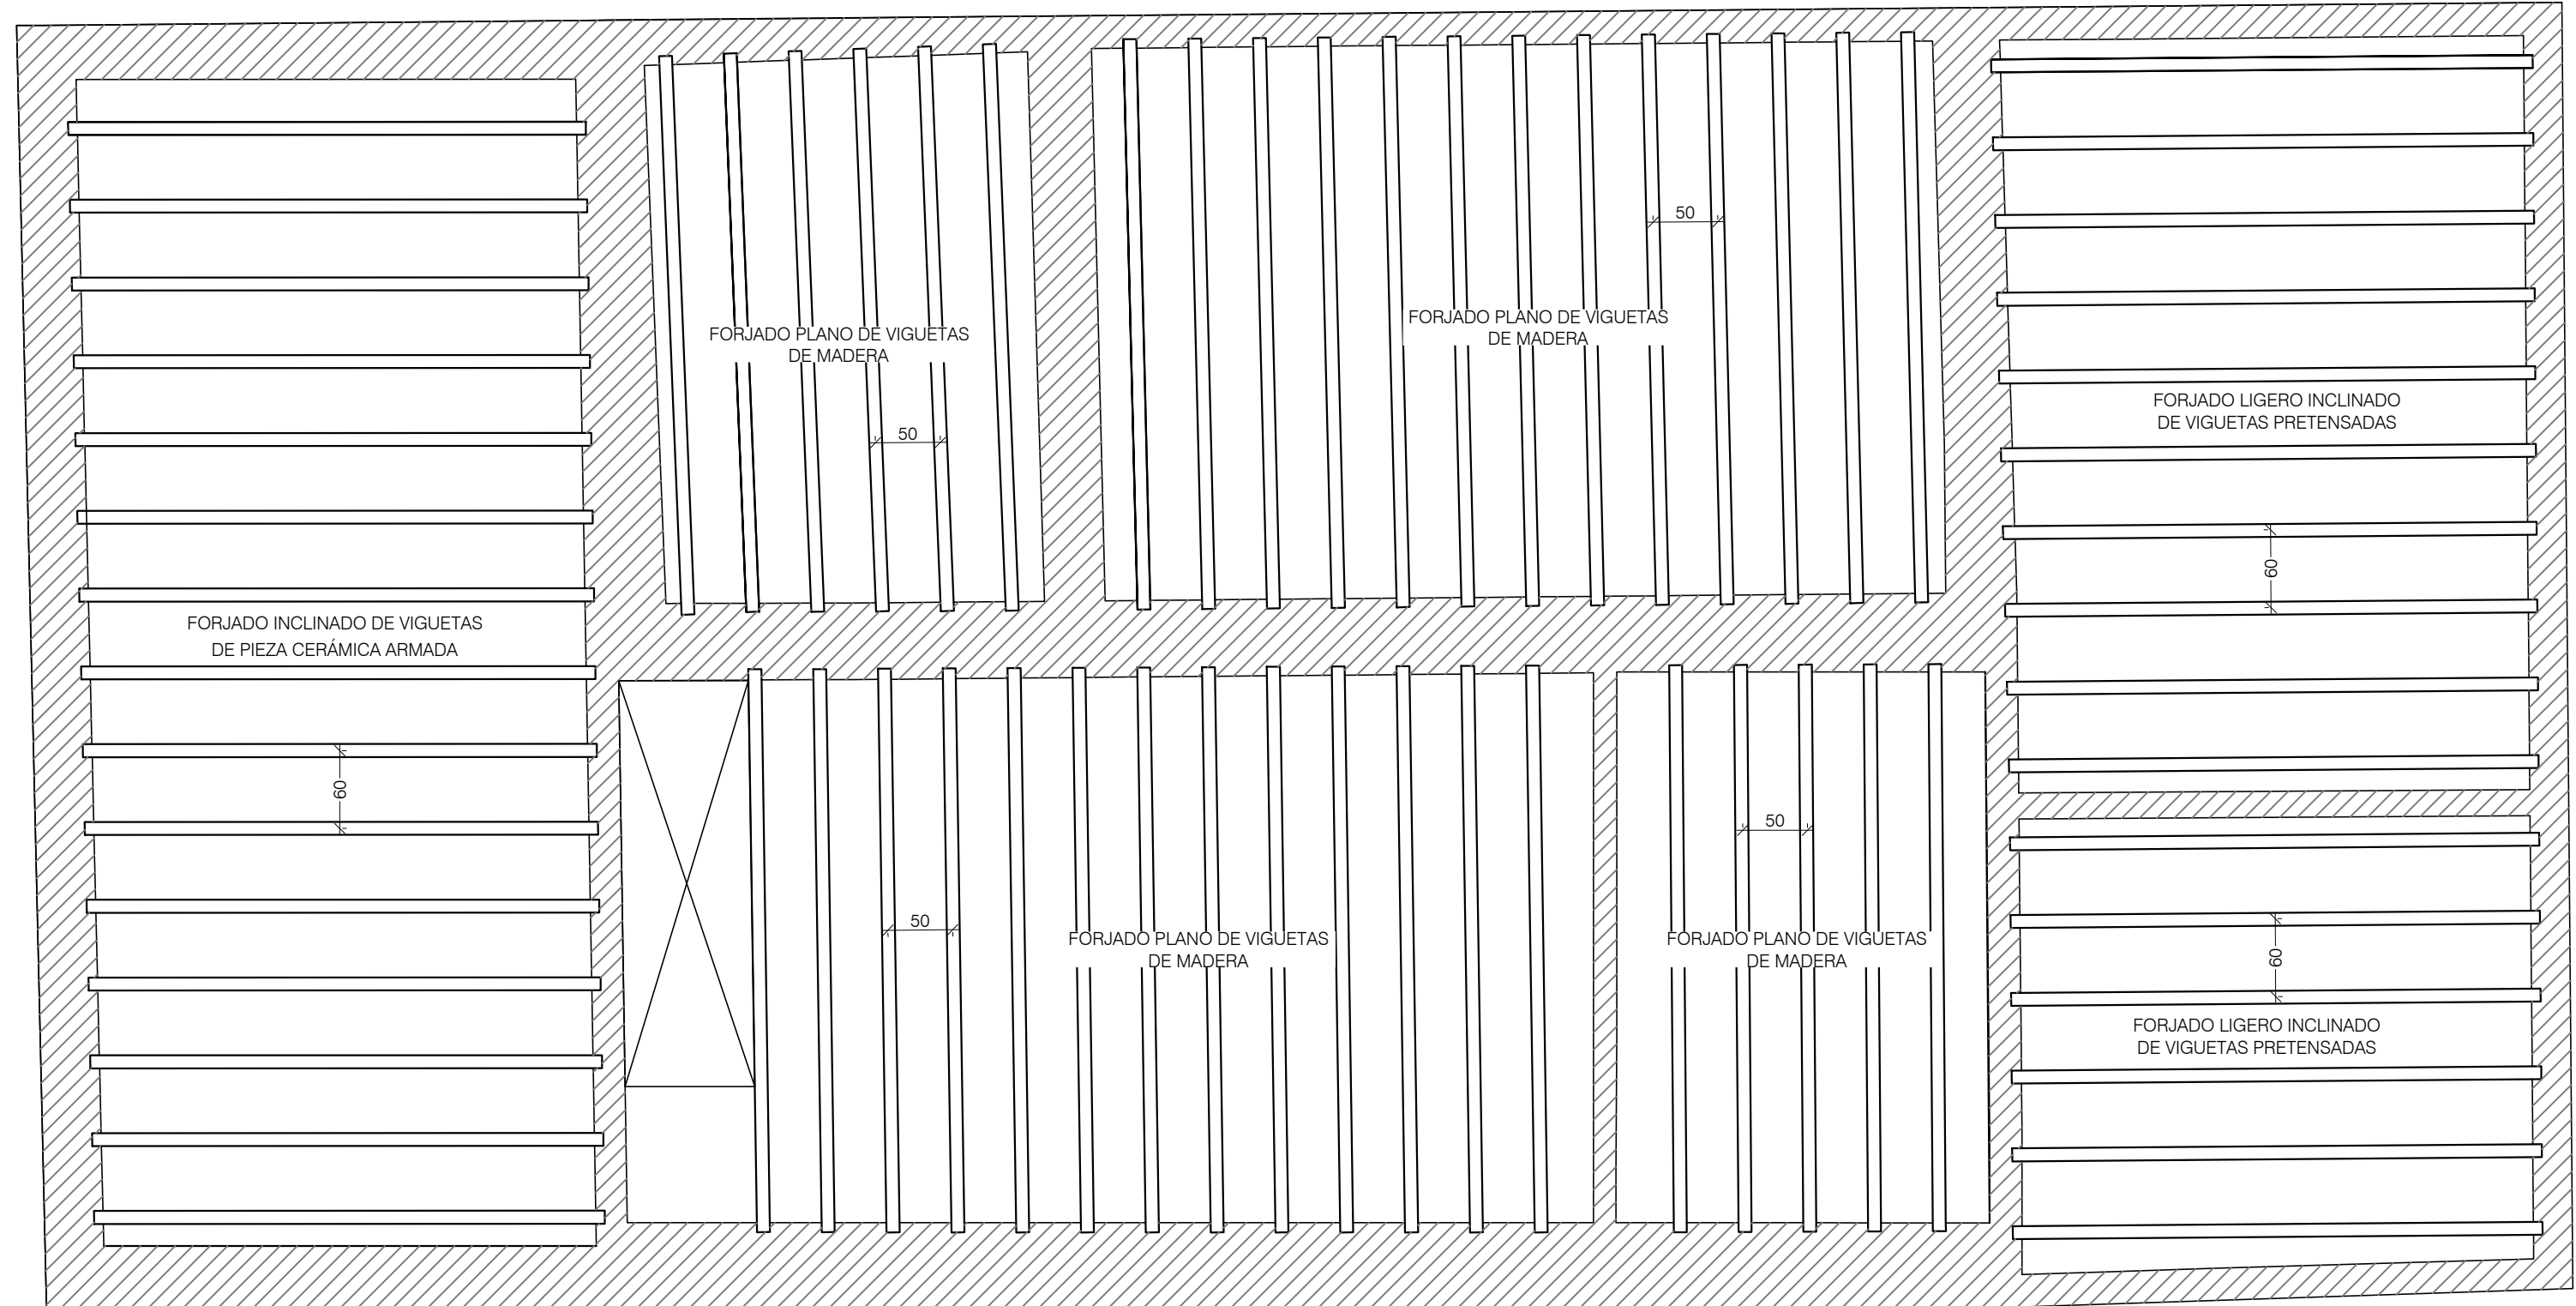 FORJADO INCLINADO DE VIGUETAS
DE PIEZA CERÁMICA ARMADA
60
FORJADO PLANO DE VIGUETAS
DE MADERA
50
50
FORJADO PLANO DE VIGUETAS
DE MADERA
50
FORJADO PLANO DE VIGUETAS
DE MADERA
50
FORJADO PLANO DE VIGUETAS
DE MADERA
FORJADO LIGERO INCLINADO
DE VIGUETAS PRETENSADAS
60
60
FORJADO LIGERO INCLINADO
DE VIGUETAS PRETENSADAS